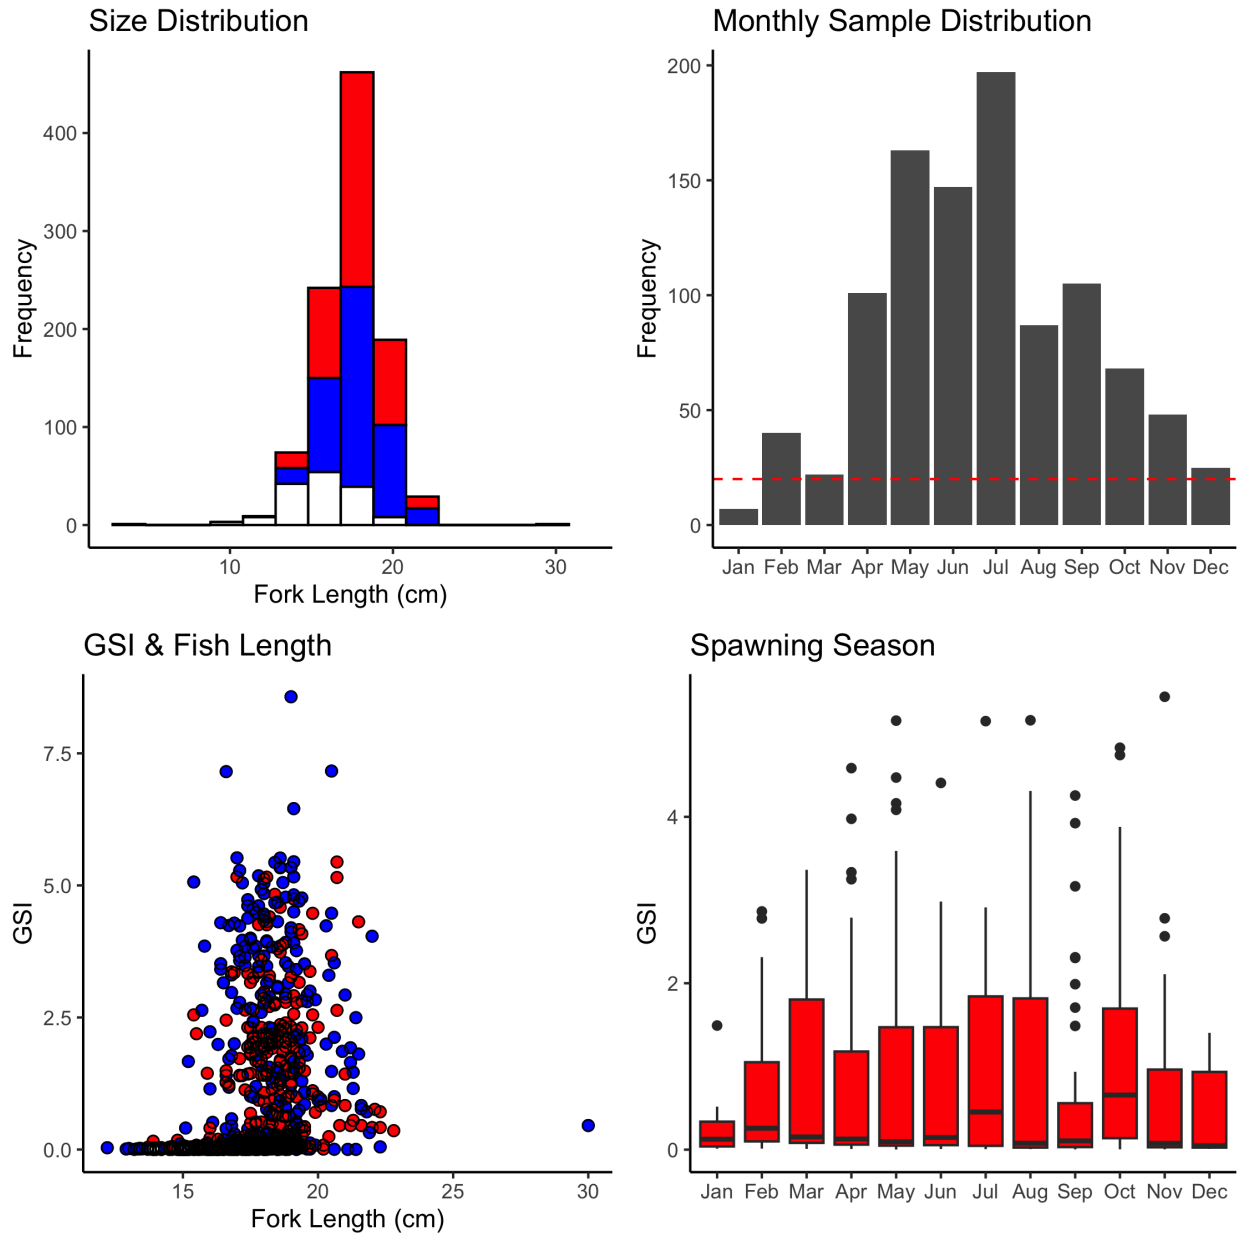 Size Distribution
400
300
200
100
0
Frequency
10 20 30
Fork Length (cm)
Monthly Sample Distribution
200
150
100
50
0
Frequency
Jan Feb Mar Apr May Jun Jul Aug Sep Oct Nov Dec
GSI & Fish Length
7.5
5.0
2.5
0.0
GSI
15 20 25 30
Fork Length (cm)
Spawning Season
4
2
0
GSI
Jan Feb Mar Apr May Jun Jul Aug Sep Oct Nov Dec